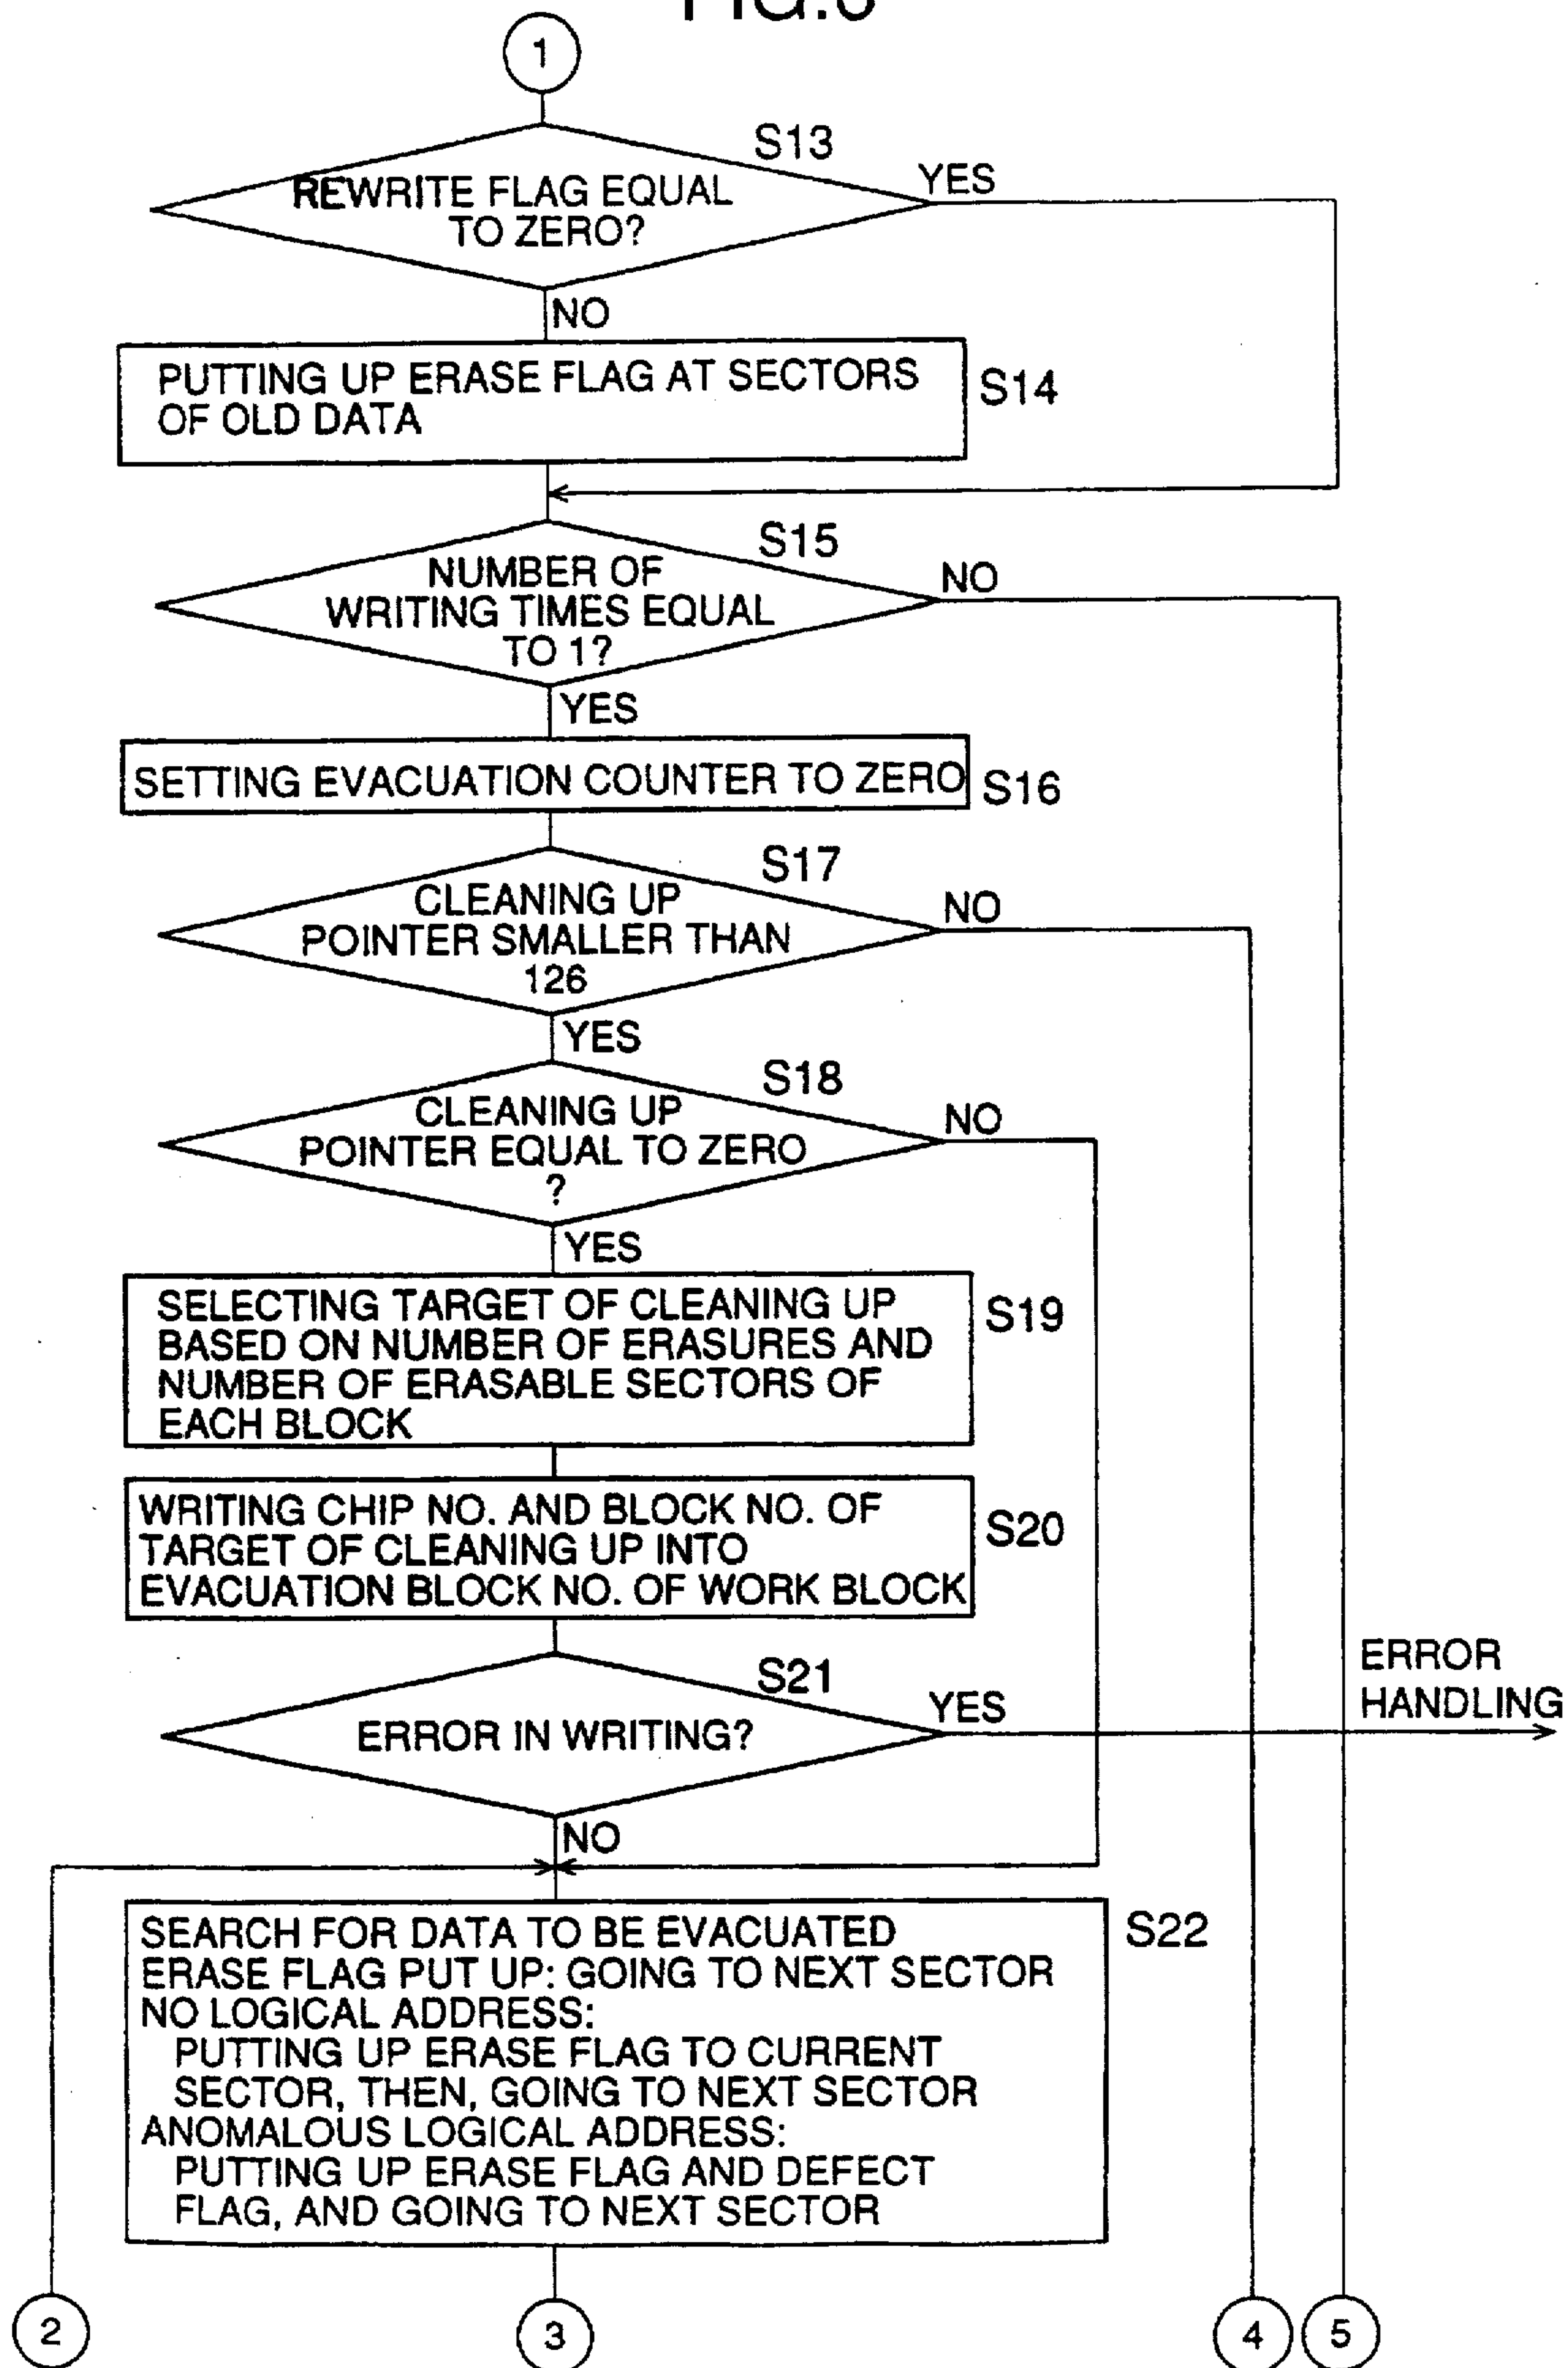 1
S13
REWRITE FLAG EQUAL
TO ZERO?
YES
NO
PUTTING UP ERASE FLAG AT SECTORS
OF OLD DATA
S14
S15
NUMBER OF
WRITING TIMES EQUAL
TO 1?
NO
YES
SETTING EVACUATION COUNTER TO ZERO
S16
S17
CLEANING UP
POINTER SMALLER THAN
126
NO
YES
S18
CLEANING UP
POINTER EQUAL TO ZERO
?
NO
YES
SELECTING TARGET OF CLEANING UP
BASED ON NUMBER OF ERASURES AND
NUMBER OF ERASABLE SECTORS OF
EACH BLOCK
S19
WRITING CHIP NO. AND BLOCK NO. OF
TARGET OF CLEANING UP INTO
EVACUATION BLOCK NO. OF WORK BLOCK
S20
S21
ERROR IN WRITING?
YES
ERROR
HANDLING
NO
SEARCH FOR DATA TO BE EVACUATED
ERASE FLAG PUT UP: GOING TO NEXT SECTOR
NO LOGICAL ADDRESS:
PUTTING UP ERASE FLAG TO CURRENT
SECTOR, THEN, GOING TO NEXT SECTOR
ANOMALOUS LOGICAL ADDRESS:
PUTTING UP ERASE FLAG AND DEFECT
FLAG, AND GOING TO NEXT SECTOR
S22
2
3
4
5